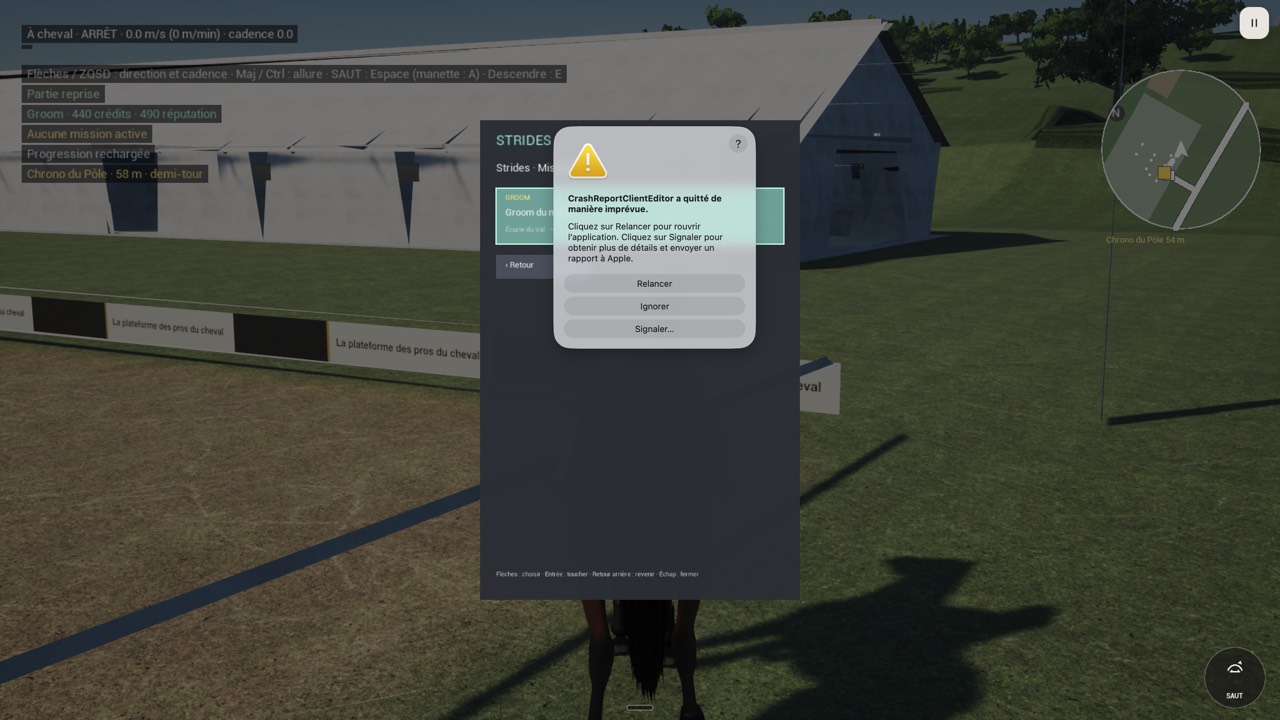 À cheval · ARRÊT · 0.0 m/s (0 m/min) · cadence 0.0
Flèches / ZQSD : direction et cadence · Maj / Ctrl : allure · SAUT : Espace (manette : A) · Descendre : E
Partie reprise
Groom · 440 crédits · 490 réputation
Aucune mission active
Progression rechargée
Chrono du Pôle · 58 m · demi-tour
N
Chrono du Pôle 54 m
STRIDES
Strides · Mis
GROOM
Groom du m
Écurie du Val
‹ Retour
?
CrashReportClientEditor a quitté de
manière imprévue.
Cliquez sur Relancer pour rouvrir
l'application. Cliquez sur Signaler pour
obtenir plus de détails et envoyer un
rapport à Apple.
Relancer
Ignorer
Signaler...
du cheval
La plateforme des pros du cheval
La plateforme des pros du cheval
eval
Flèches : choisir · Entrée : toucher · Retour arrière : revenir · Échap : fermer
SAUT